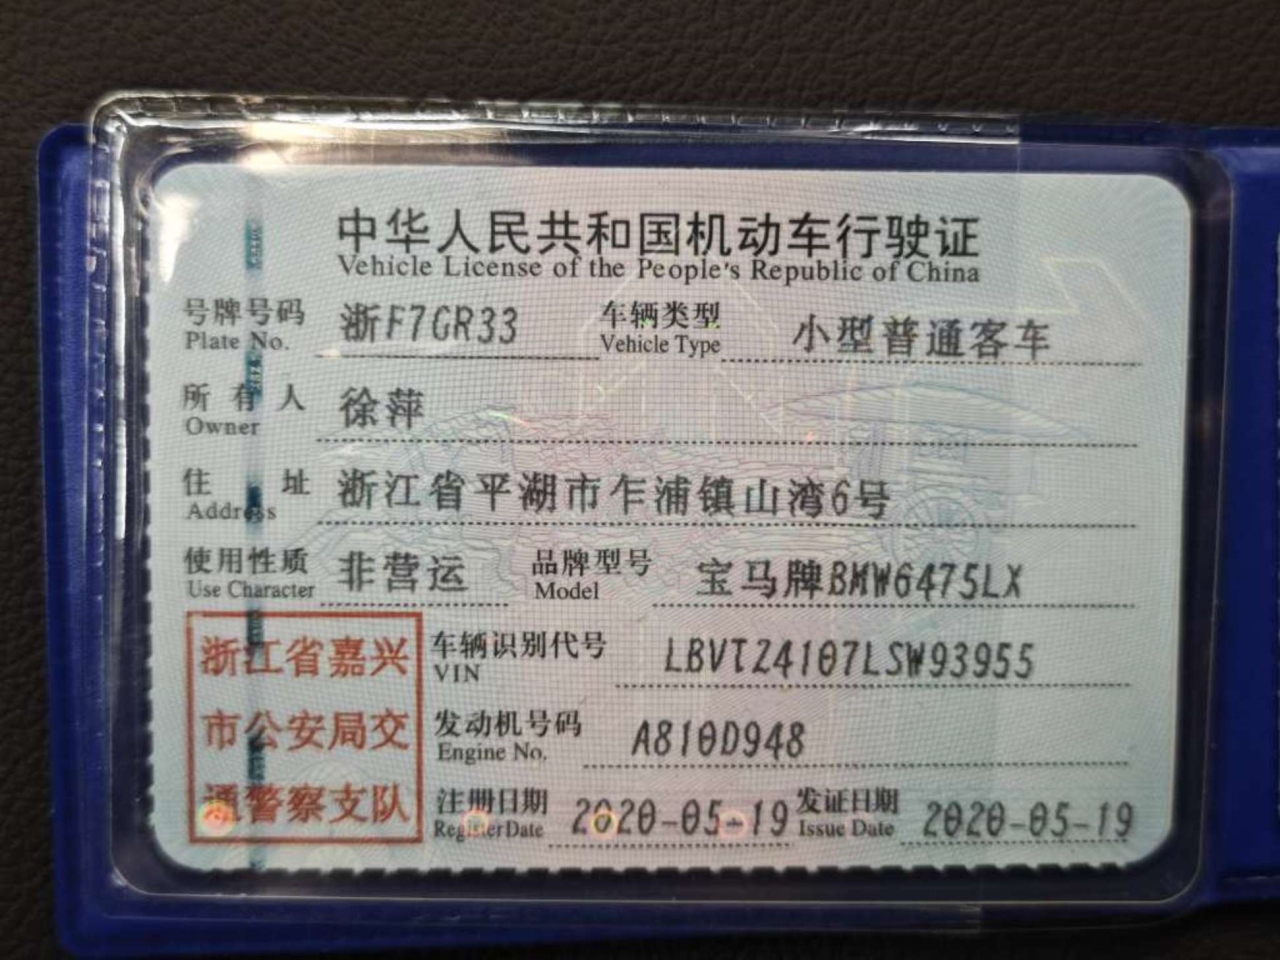 中华人民共和国机动车行驶证
Vehicle License of the People's Republic of China
号牌号码 浙F7GR33 车辆类型 小型普通客车
Plate No. Vehicle Type
所有人 徐萍
Owner
住址 浙江省平湖市乍浦镇山湾6号
Address
使用性质 非营运 品牌型号 宝马牌BMW6475LX
Use Character Model
浙江省嘉兴 车辆识别代号 LBVTZ4107LSW93955
VIN
市公安局交 发动机号码 A810D948
Engine No.
通警察支队 注册日期 2020-05-19 发证日期 2020-05-19
Register Date Issue Date